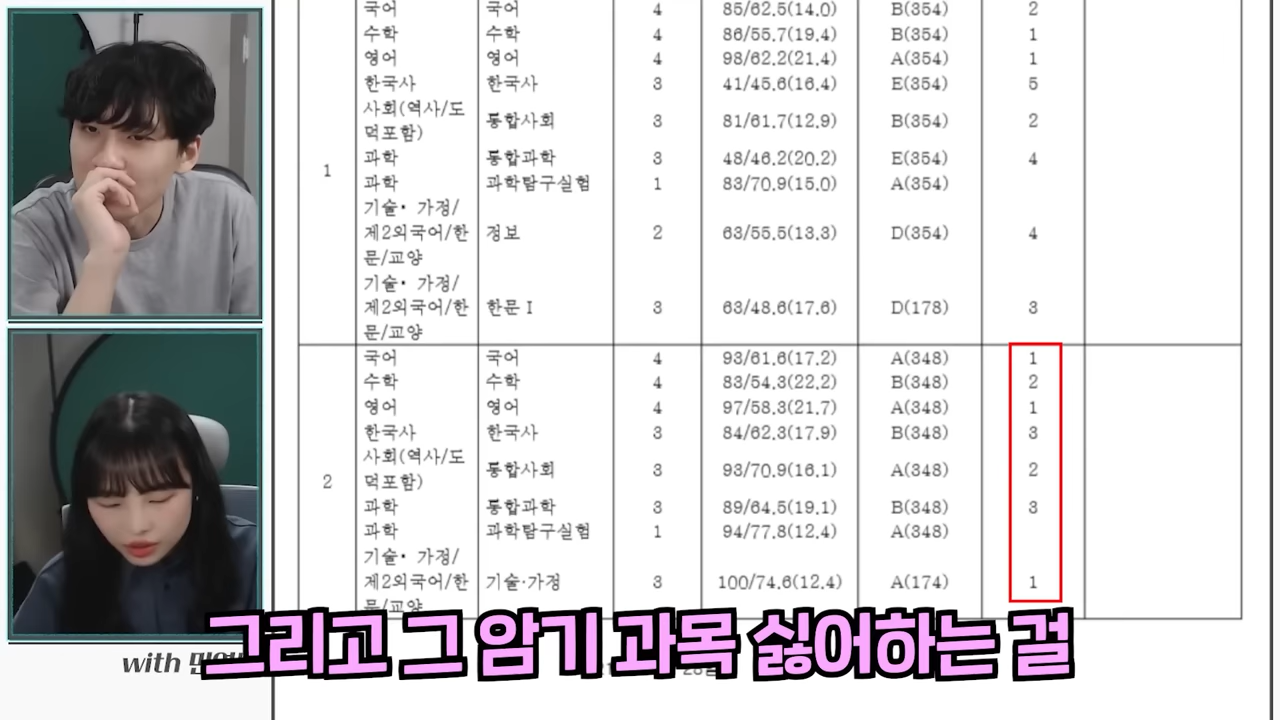 국어 국어 4 85/62.5(14.0) B(354) 2
수학 수학 4 86/55.7(19.4) B(354) 1
영어 영어 4 98/62.2(21.4) A(354) 1
한국사 한국사 3 41/45.6(16.4) E(354) 5
사회(역사/도
덕포함) 통합사회 3 81/61.7(12.9) B(354) 2
1 과학 통합과학 3 48/46.2(20.2) E(354) 4
과학 과학탐구실험 1 83/70.9(15.0) A(354)
기술· 가정/
제2외국어/한 정보 2 63/55.5(13.3) D(354) 4
문/교양
기술· 가정/
제2외국어/한 한문Ⅰ 3 63/48.6(17.6) D(178) 3
문/교양
국어 국어 4 93/61.6(17.2) A(348) 1
수학 수학 4 83/54.3(22.2) B(348) 2
영어 영어 4 97/58.3(21.7) A(348) 1
한국사 한국사 3 84/62.3(17.9) B(348) 3
사회(역사/도
덕포함) 통합사회 3 93/70.9(16.1) A(348) 2
2
과학 통합과학 3 89/64.5(19.1) B(348) 3
과학 과학탐구실험 1 94/77.8(12.4) A(348)
기술· 가정/
제2외국어/한 기술·가정 3 100/74.6(12.4) A(174) 1
문/교양
그리고 그 암기 과목 싫어하는 걸
with